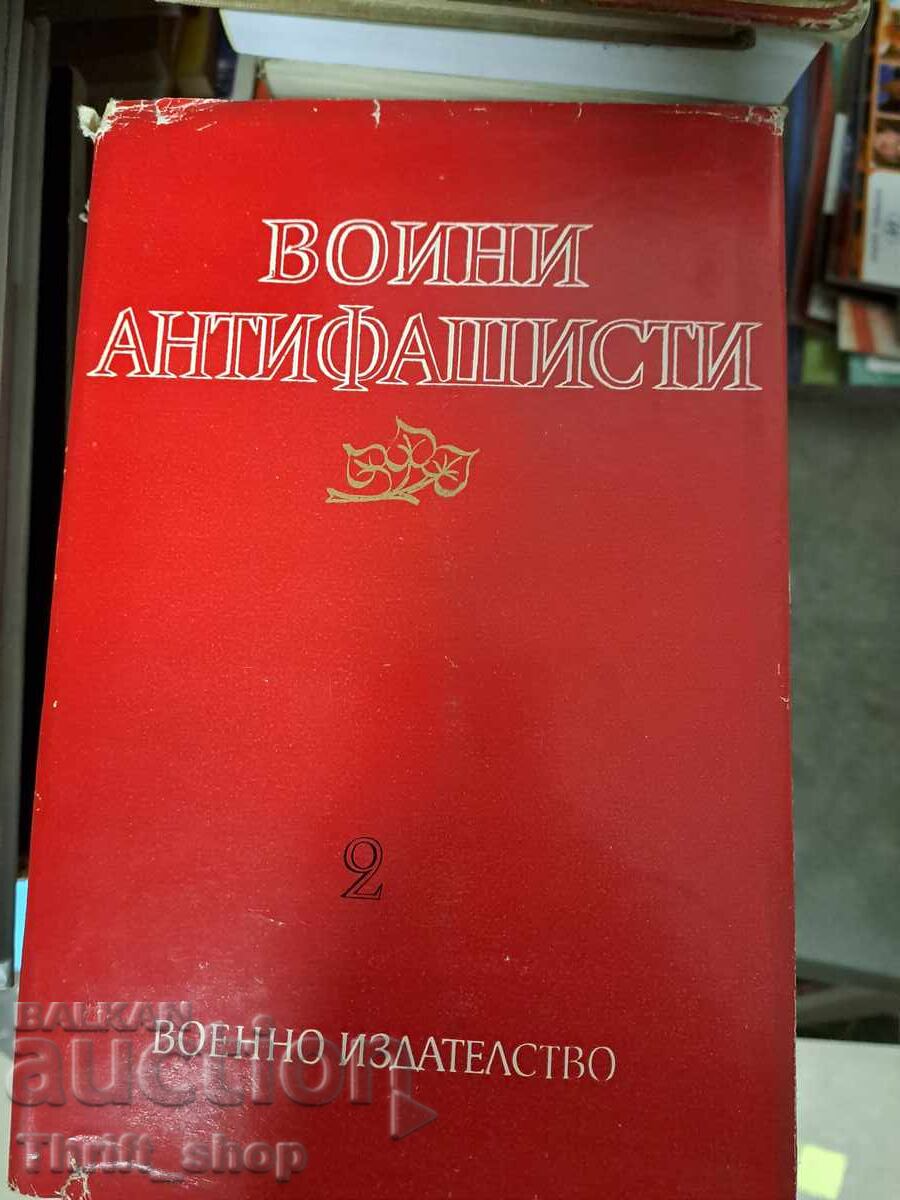 ВОИНИ
АНТИФАШИСТИ
2
ВОЕННО ИЗДАТЕЛСТВО
BALKAN
auction
Thrift_shop